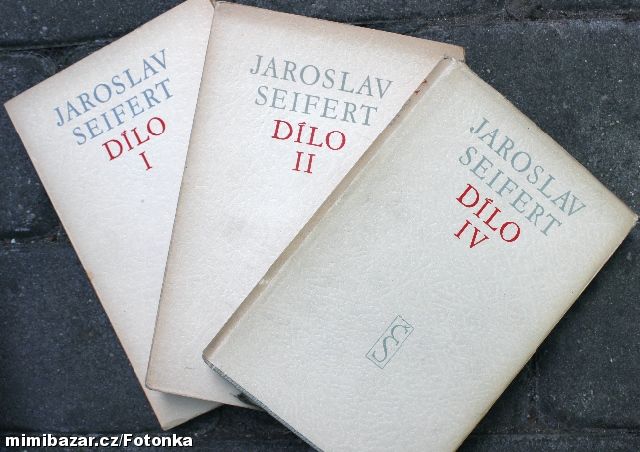 JAROSLAV
SEIFERT
DÍLO
I
JAROSLAV
SEIFERT
DÍLO
II
JAROSLAV
SEIFERT
DÍLO
IV
mimibazar.cz/Fotonka